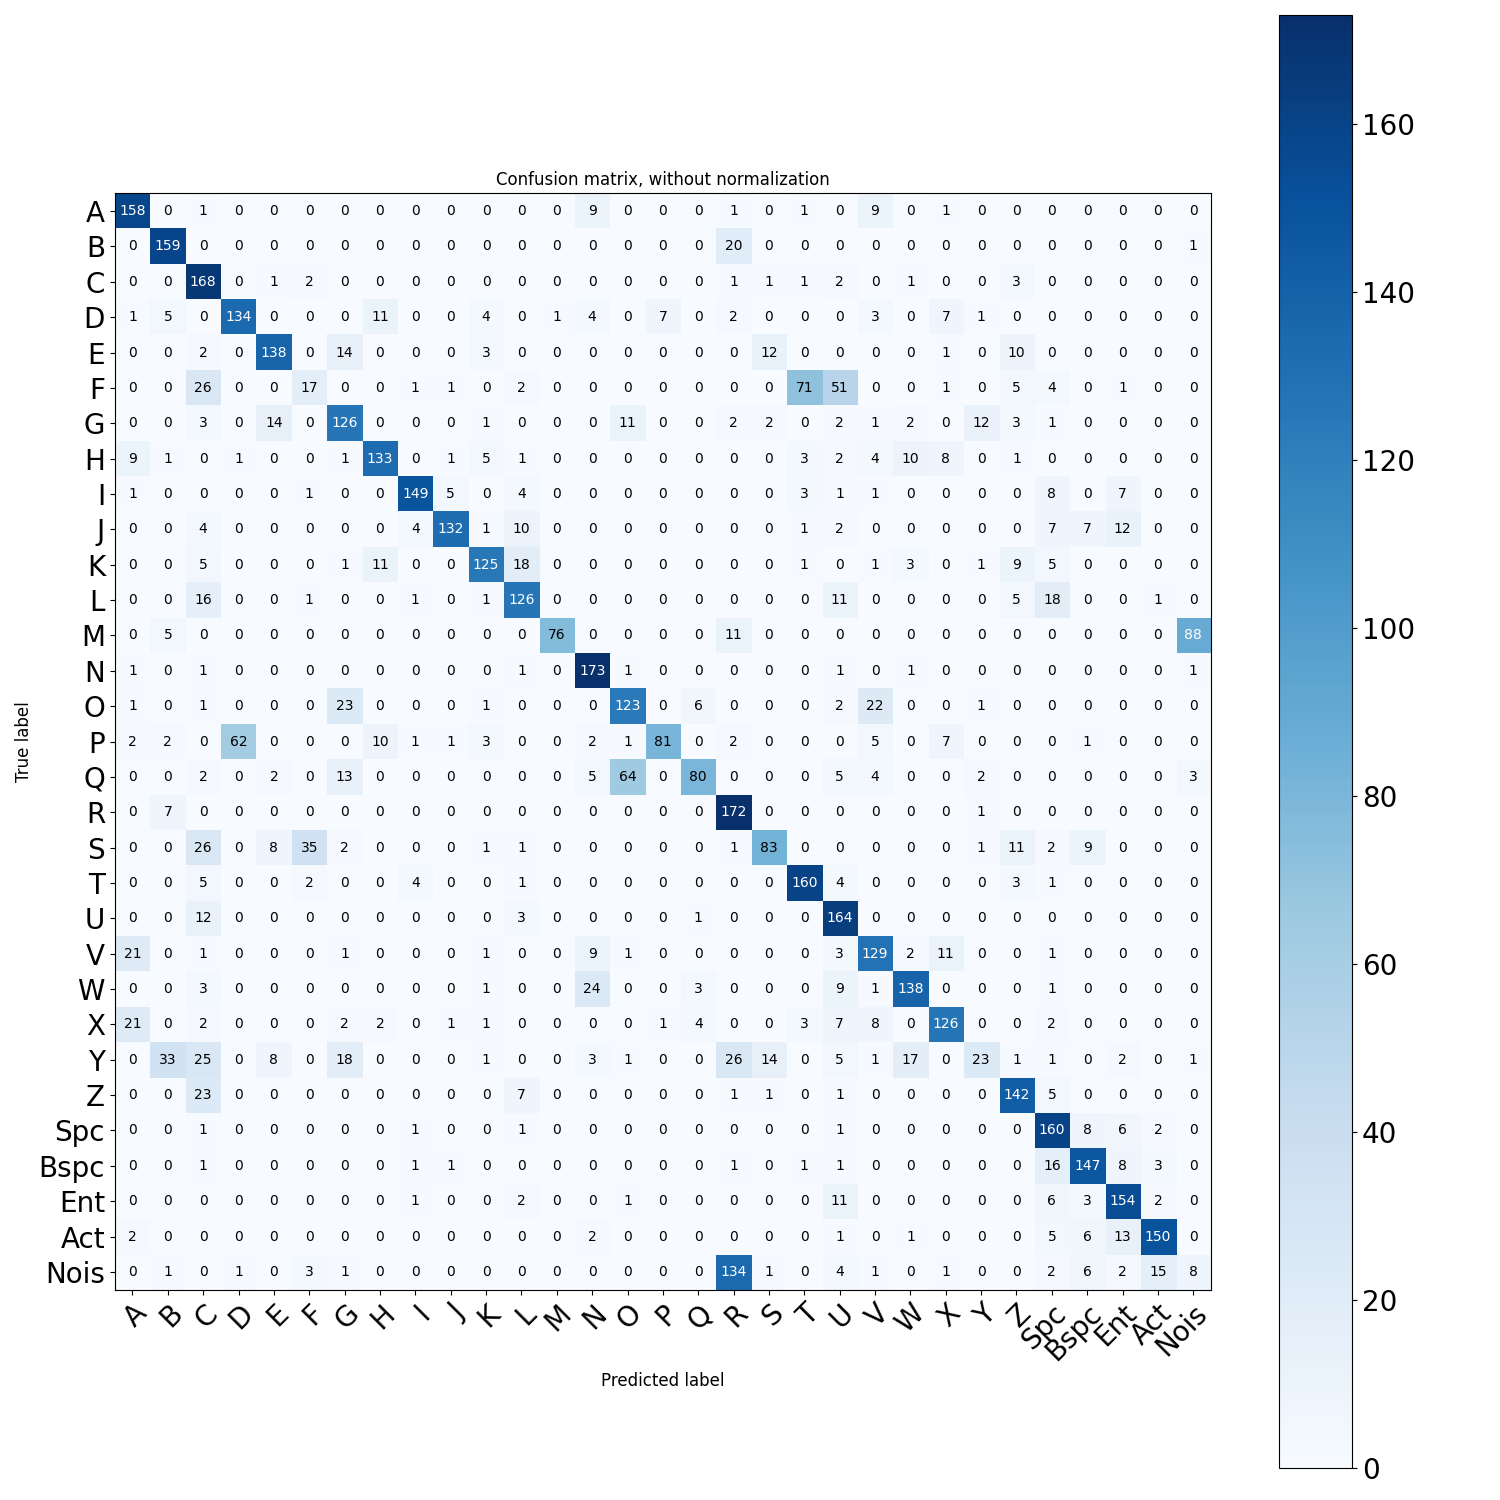 Confusion matrix, without normalization
A 158 0 1 0 0 0 0 0 0 0 0 0 0 9 0 0 0 1 0 1 0 9 0 1 0 0 0 0 0 0 0
B 0 159 0 0 0 0 0 0 0 0 0 0 0 0 0 0 0 20 0 0 0 0 0 0 0 0 0 0 0 0 1
C 0 0 168 0 1 2 0 0 0 0 0 0 0 0 0 0 0 1 1 1 2 0 1 0 0 3 0 0 0 0 0
D 1 5 0 134 0 0 0 11 0 0 4 0 1 4 0 7 0 2 0 0 0 3 0 7 1 0 0 0 0 0 0
E 0 0 2 0 138 0 14 0 0 0 3 0 0 0 0 0 0 0 12 0 0 0 0 1 0 10 0 0 0 0 0
F 0 0 26 0 0 17 0 0 1 1 0 2 0 0 0 0 0 0 0 71 51 0 0 1 0 5 4 0 1 0 0
G 0 0 3 0 14 0 126 0 0 0 1 0 0 0 11 0 0 2 2 0 2 1 2 0 12 3 1 0 0 0 0
H 9 1 0 1 0 0 1 133 0 1 5 1 0 0 0 0 0 0 0 3 2 4 10 8 0 1 0 0 0 0 0
I 1 0 0 0 0 1 0 0 149 5 0 4 0 0 0 0 0 0 0 3 1 1 0 0 0 0 8 0 7 0 0
J 0 0 4 0 0 0 0 0 4 132 1 10 0 0 0 0 0 0 0 1 2 0 0 0 0 0 7 7 12 0 0
K 0 0 5 0 0 0 1 11 0 0 125 18 0 0 0 0 0 0 0 1 0 1 3 0 1 9 5 0 0 0 0
L 0 0 16 0 0 1 0 0 1 0 1 126 0 0 0 0 0 0 0 0 11 0 0 0 0 5 18 0 0 1 0
M 0 5 0 0 0 0 0 0 0 0 0 0 76 0 0 0 0 11 0 0 0 0 0 0 0 0 0 0 0 0 88
N 1 0 1 0 0 0 0 0 0 0 0 1 0 173 1 0 0 0 0 0 1 0 1 0 0 0 0 0 0 0 1
O 1 0 1 0 0 0 23 0 0 0 1 0 0 0 123 0 6 0 0 0 2 22 0 0 1 0 0 0 0 0 0
P 2 2 0 62 0 0 0 10 1 1 3 0 0 2 1 81 0 2 0 0 0 5 0 7 0 0 0 1 0 0 0
Q 0 0 2 0 2 0 13 0 0 0 0 0 0 5 64 0 80 0 0 0 5 4 0 0 2 0 0 0 0 0 3
R 0 7 0 0 0 0 0 0 0 0 0 0 0 0 0 0 0 172 0 0 0 0 0 0 1 0 0 0 0 0 0
S 0 0 26 0 8 35 2 0 0 0 1 1 0 0 0 0 0 1 83 0 0 0 0 0 1 11 2 9 0 0 0
T 0 0 5 0 0 2 0 0 4 0 0 1 0 0 0 0 0 0 0 160 4 0 0 0 0 3 1 0 0 0 0
U 0 0 12 0 0 0 0 0 0 0 0 3 0 0 0 0 1 0 0 0 164 0 0 0 0 0 0 0 0 0 0
V 21 0 1 0 0 0 1 0 0 0 1 0 0 9 1 0 0 0 0 0 3 129 2 11 0 0 1 0 0 0 0
W 0 0 3 0 0 0 0 0 0 0 1 0 0 24 0 0 3 0 0 0 9 1 138 0 0 0 1 0 0 0 0
X 21 0 2 0 0 0 2 2 0 1 1 0 0 0 0 1 4 0 0 3 7 8 0 126 0 0 2 0 0 0 0
Y 0 33 25 0 8 0 18 0 0 0 1 0 0 3 1 0 0 26 14 0 5 1 17 0 23 1 1 0 2 0 1
Z 0 0 23 0 0 0 0 0 0 0 0 7 0 0 0 0 0 1 1 0 1 0 0 0 0 142 5 0 0 0 0
Spc 0 0 1 0 0 0 0 0 1 0 0 1 0 0 0 0 0 0 0 0 1 0 0 0 0 0 160 8 6 2 0
Bspc 0 0 1 0 0 0 0 0 1 1 0 0 0 0 0 0 0 1 0 1 1 0 0 0 0 0 16 147 8 3 0
Ent 0 0 0 0 0 0 0 0 1 0 0 2 0 0 1 0 0 0 0 0 11 0 0 0 0 0 6 3 154 2 0
Act 2 0 0 0 0 0 0 0 0 0 0 0 0 2 0 0 0 0 0 0 1 0 1 0 0 0 5 6 13 150 0
Nois 0 1 0 1 0 3 1 0 0 0 0 0 0 0 0 0 0 134 1 0 4 1 0 1 0 0 2 6 2 15 8
A B C D E F G H I J K L M N O P Q R S T U V W X Y Z Spc Bspc Ent Act Nois
Predicted label
True label
160
140
120
100
80
60
40
20
0